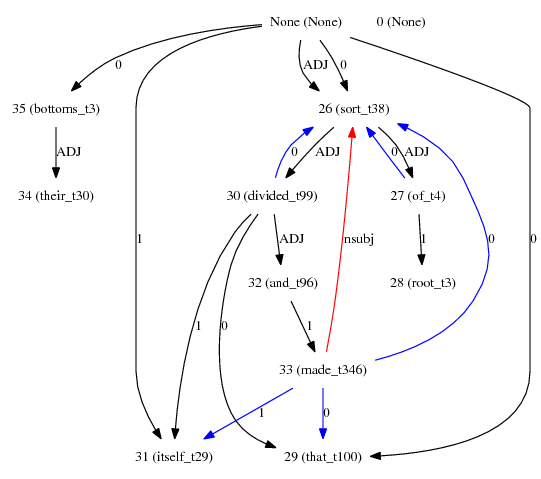 None (None) 0 (None)
0 ADJ 0
35 (bottoms_t3) 26 (sort_t38)
ADJ 0 ADJ 0 ADJ
34 (their_t30) 30 (divided_t99) 27 (of_t4)
1 ADJ nsubj 1 0 0
32 (and_t96) 28 (root_t3)
1 0 1
33 (made_t346)
1 0
31 (itself_t29) 29 (that_t100)